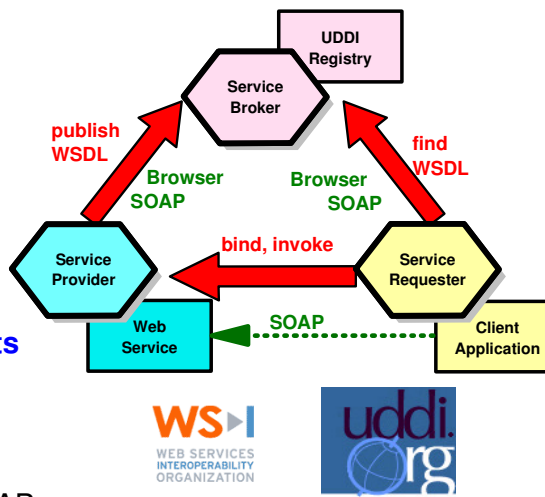 UDDI
Registry
Service
Broker
publish
WSDL
find
WSDL
Browser
SOAP
Browser
SOAP
bind, invoke
Service
Provider
Service
Requester
Web
Service
SOAP
Client
Application
ts
WS I
WEB SERVICES
INTEROPERABILITY
ORGANIZATION
uddi.
Org